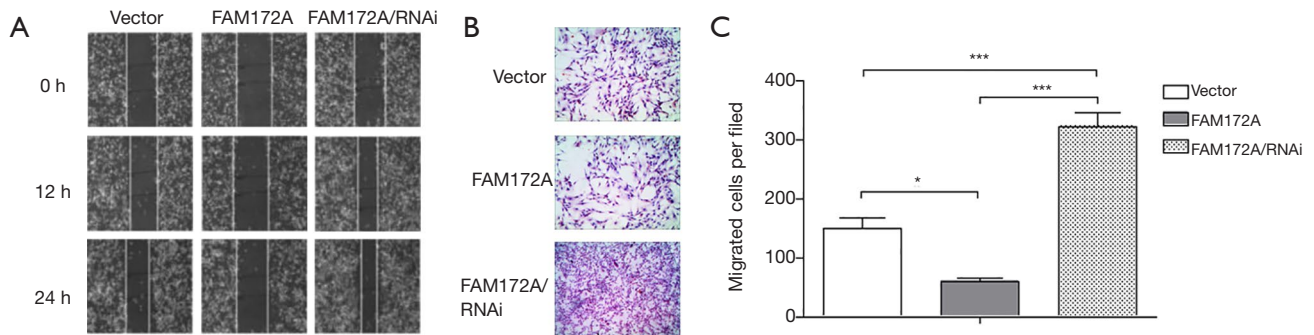 A
Vector
FAM172A
FAM172A/RNAi
0 h
12 h
24 h
B
Vector
FAM172A
FAM172A/
RNAi
C
Migrated cells per filed
400
300
200
100
0
***
***
*
Vector
FAM172A
FAM172A/RNAi